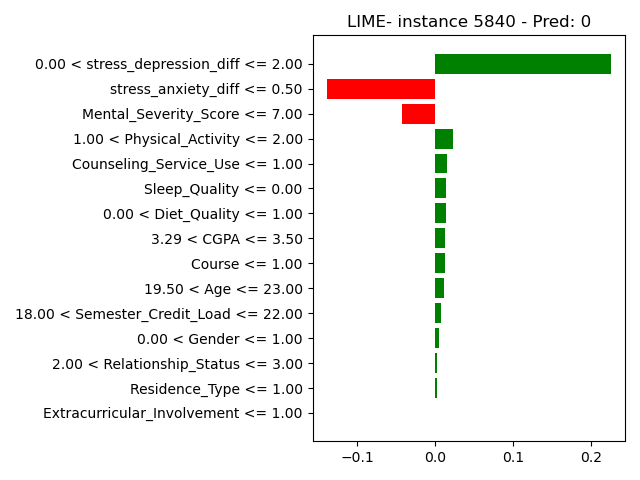 LIME- instance 5840 - Pred: 0
0.00 < stress_depression_diff <= 2.00
stress_anxiety_diff <= 0.50
Mental_Severity_Score <= 7.00
1.00 < Physical_Activity <= 2.00
Counseling_Service_Use <= 1.00
Sleep_Quality <= 0.00
0.00 < Diet_Quality <= 1.00
3.29 < CGPA <= 3.50
Course <= 1.00
19.50 < Age <= 23.00
18.00 < Semester_Credit_Load <= 22.00
0.00 < Gender <= 1.00
2.00 < Relationship_Status <= 3.00
Residence_Type <= 1.00
Extracurricular_Involvement <= 1.00
−0.1 0.0 0.1 0.2